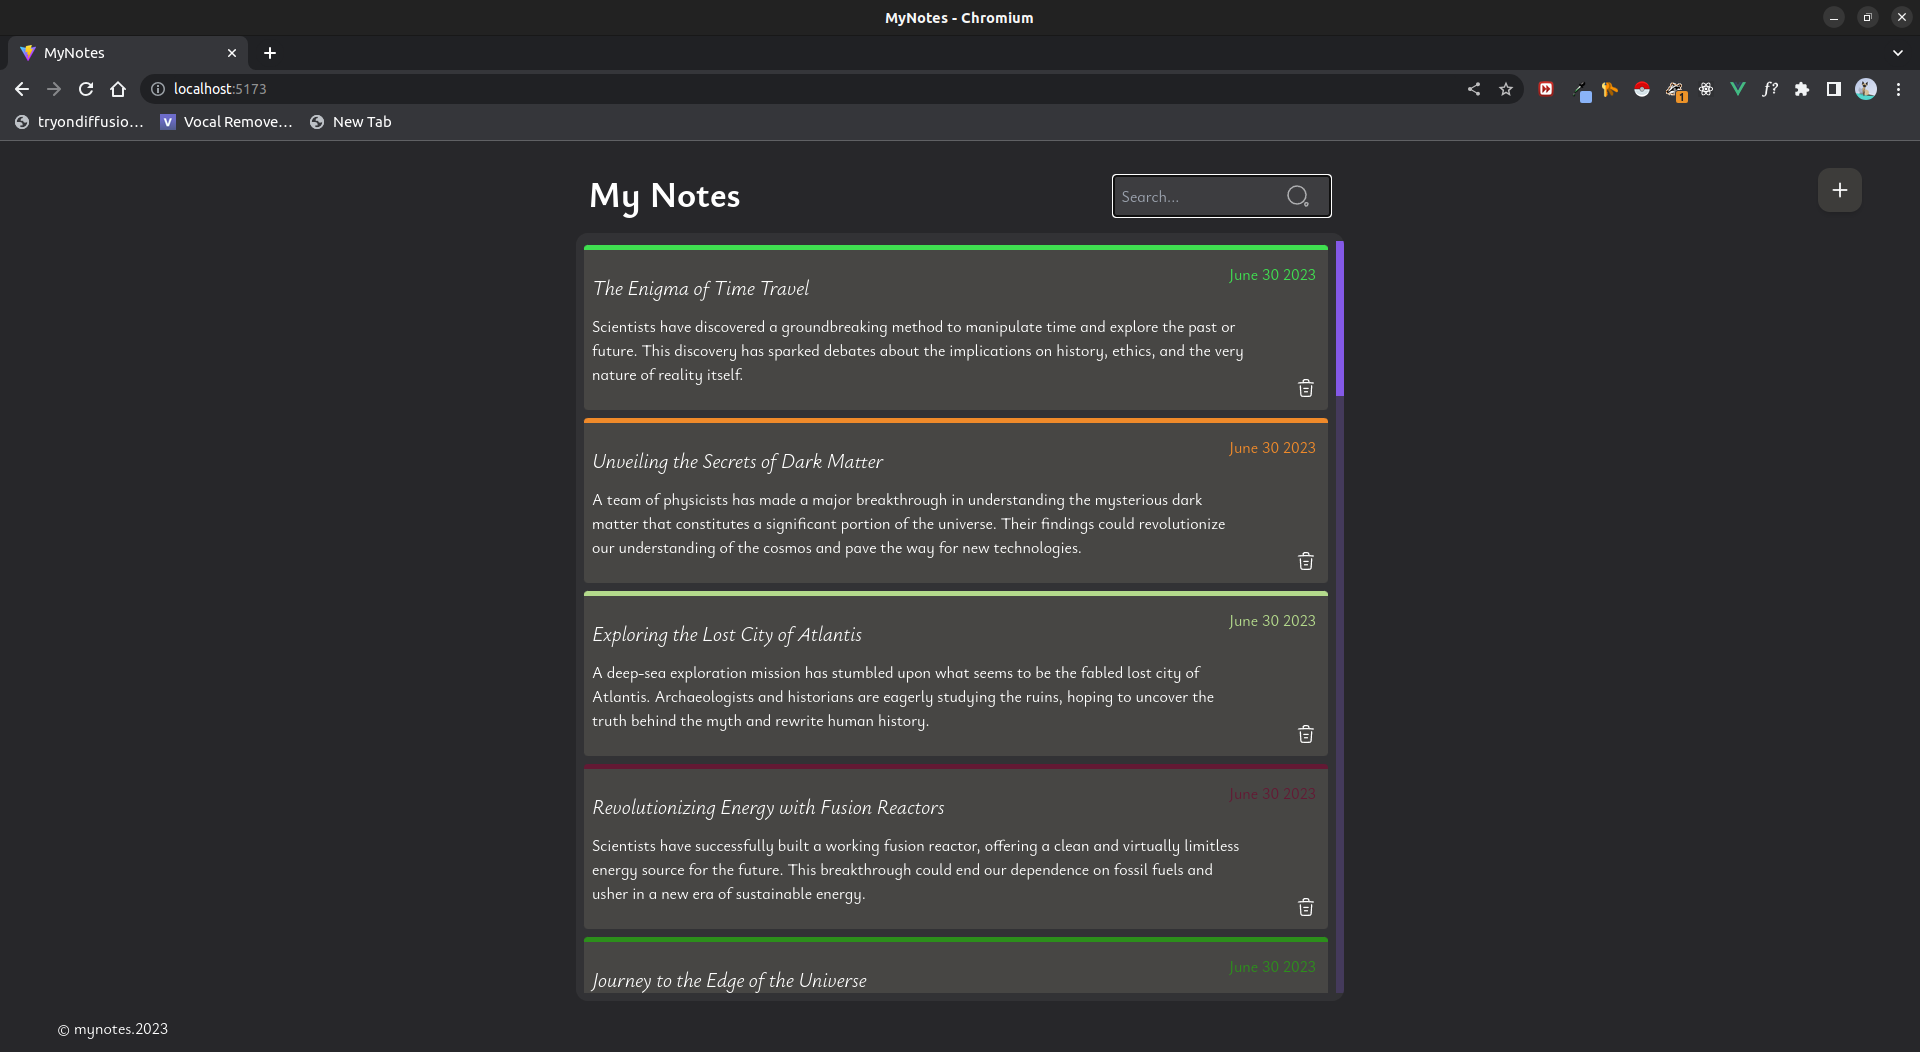 MyNotes - Chromium
MyNotes
localhost:5173
f?
1
tryondiffusio...
V Vocal Remove...
New Tab
My Notes
Search...
The Enigma of Time Travel
June 30 2023
Scientists have discovered a groundbreaking method to manipulate time and explore the past or
future. This discovery has sparked debates about the implications on history, ethics, and the very
nature of reality itself.
Unveiling the Secrets of Dark Matter
June 30 2023
A team of physicists has made a major breakthrough in understanding the mysterious dark
matter that constitutes a significant portion of the universe. Their findings could revolutionize
our understanding of the cosmos and pave the way for new technologies.
Exploring the Lost City of Atlantis
June 30 2023
A deep-sea exploration mission has stumbled upon what seems to be the fabled lost city of
Atlantis. Archaeologists and historians are eagerly studying the ruins, hoping to uncover the
truth behind the myth and rewrite human history.
Revolutionizing Energy with Fusion Reactors
June 30 2023
Scientists have successfully built a working fusion reactor, offering a clean and virtually limitless
energy source for the future. This breakthrough could end our dependence on fossil fuels and
usher in a new era of sustainable energy.
Journey to the Edge of the Universe
June 30 2023
© mynotes.2023